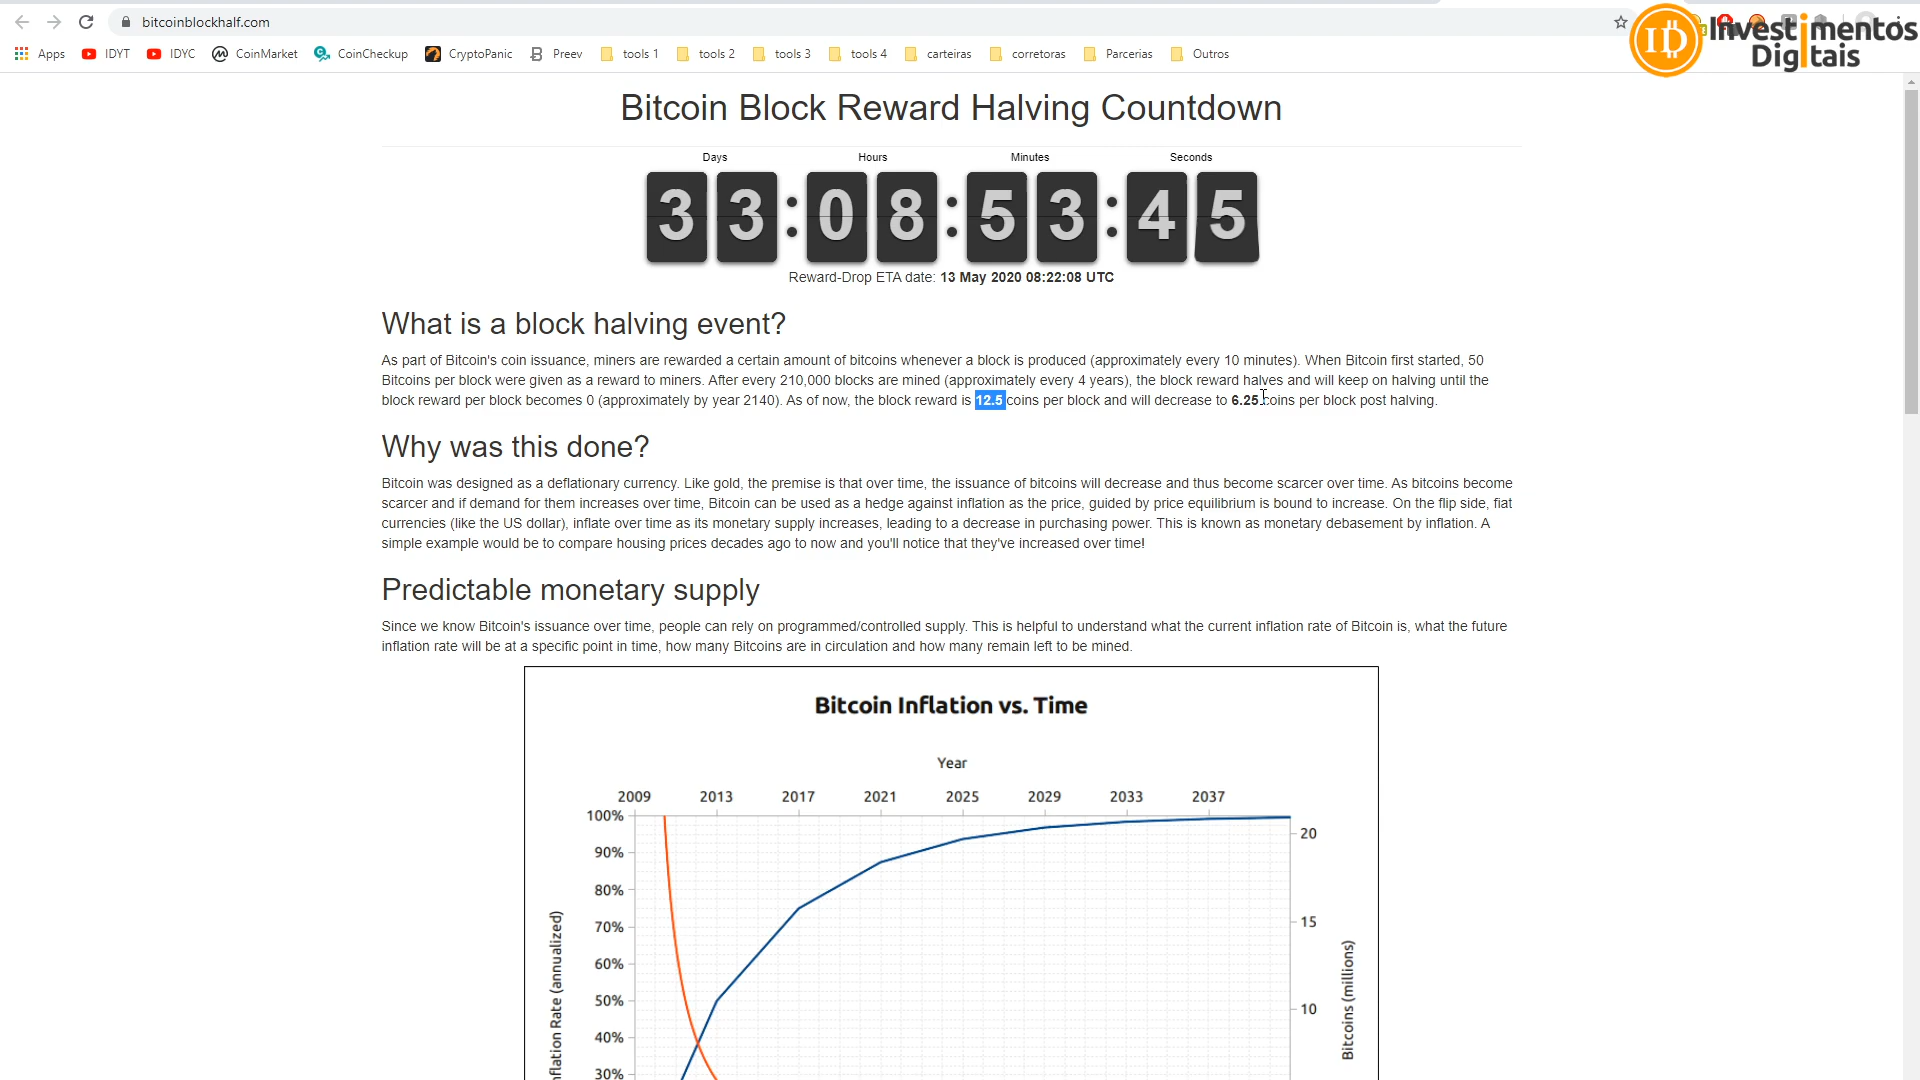 bitcoinblockhalf.com
Investimentos
Digitais
ID
Apps IDYT IDYC CoinMarket CoinCheckup CryptoPanic Preev tools 1 tools 2 tools 3 tools 4 carteiras corretoras Parcerias Outros
Bitcoin Block Reward Halving Countdown
Days Hours Minutes Seconds
33:08:53:45
Reward-Drop ETA date: 13 May 2020 08:22:08 UTC
What is a block halving event?
As part of Bitcoin's coin issuance, miners are rewarded a certain amount of bitcoins whenever a block is produced (approximately every 10 minutes). When Bitcoin first started, 50
Bitcoins per block were given as a reward to miners. After every 210,000 blocks are mined (approximately every 4 years), the block reward halves and will keep on halving until the
block reward per block becomes 0 (approximately by year 2140). As of now, the block reward is 12.5 coins per block and will decrease to 6.25 coins per block post halving.
Why was this done?
Bitcoin was designed as a deflationary currency. Like gold, the premise is that over time, the issuance of bitcoins will decrease and thus become scarcer over time. As bitcoins become
scarcer and if demand for them increases over time, Bitcoin can be used as a hedge against inflation as the price, guided by price equilibrium is bound to increase. On the flip side, fiat
currencies (like the US dollar), inflate over time as its monetary supply increases, leading to a decrease in purchasing power. This is known as monetary debasement by inflation. A
simple example would be to compare housing prices decades ago to now and you'll notice that they've increased over time!
Predictable monetary supply
Since we know Bitcoin's issuance over time, people can rely on programmed/controlled supply. This is helpful to understand what the current inflation rate of Bitcoin is, what the future
inflation rate will be at a specific point in time, how many Bitcoins are in circulation and how many remain left to be mined.
Bitcoin Inflation vs. Time
Year
2009 2013 2017 2021 2025 2029 2033 2037
100%
20
90%
80%
15
70%
60%
50%
10
40%
30%
nflation Rate (annualized)
Bitcoins (millions)